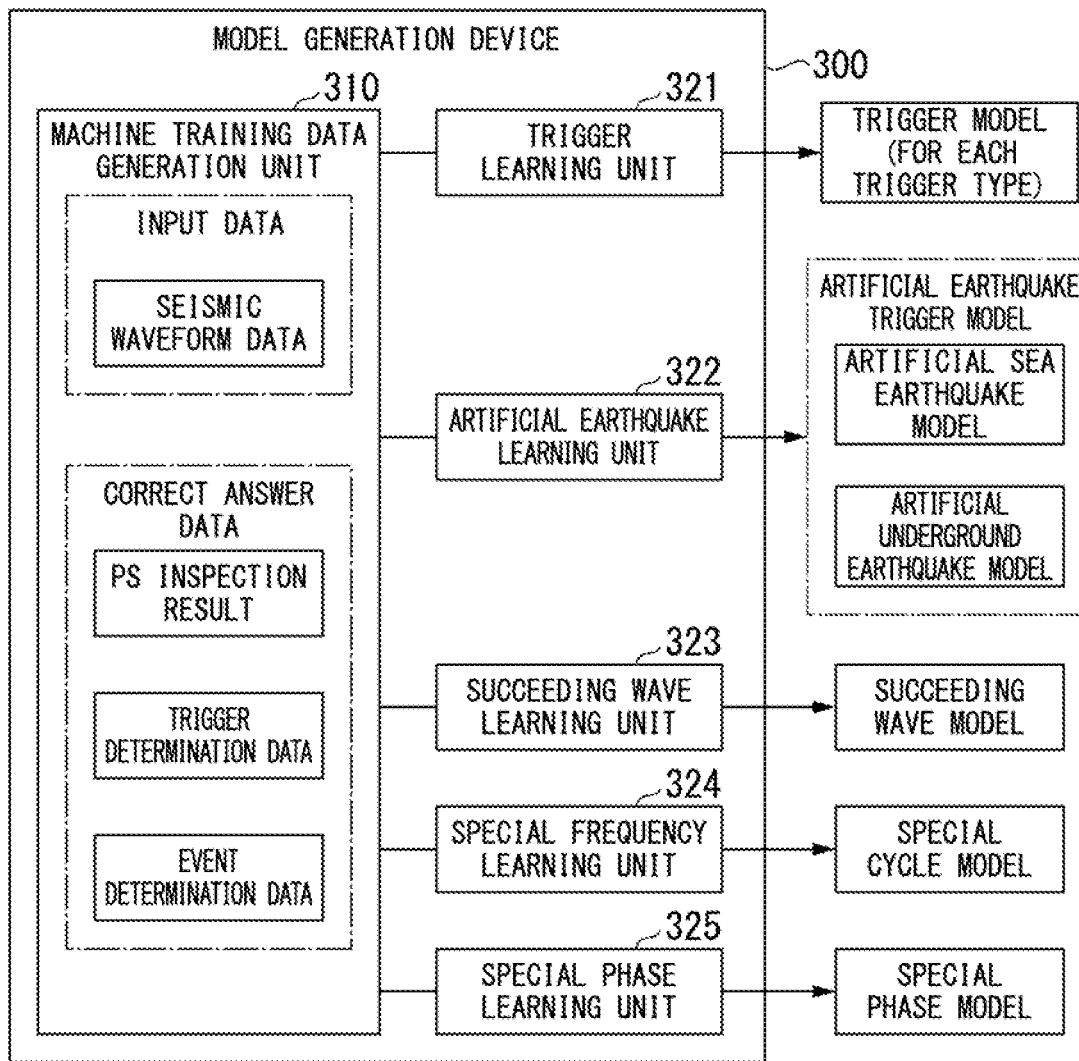 MODEL GENERATION DEVICE
300
310
MACHINE TRAINING DATA
GENERATION UNIT
INPUT DATA
SEISMIC
WAVEFORM DATA
CORRECT ANSWER
DATA
PS INSPECTION
RESULT
TRIGGER
DETERMINATION DATA
EVENT
DETERMINATION DATA
321
TRIGGER
LEARNING UNIT
TRIGGER MODEL
(FOR EACH
TRIGGER TYPE)
322
ARTIFICIAL EARTHQUAKE
LEARNING UNIT
ARTIFICIAL EARTHQUAKE
TRIGGER MODEL
ARTIFICIAL SEA
EARTHQUAKE
MODEL
ARTIFICIAL
UNDERGROUND
EARTHQUAKE MODEL
323
SUCCEEDING WAVE
LEARNING UNIT
SUCCEEDING
WAVE MODEL
324
SPECIAL FREQUENCY
LEARNING UNIT
SPECIAL
CYCLE MODEL
325
SPECIAL PHASE
LEARNING UNIT
SPECIAL
PHASE MODEL